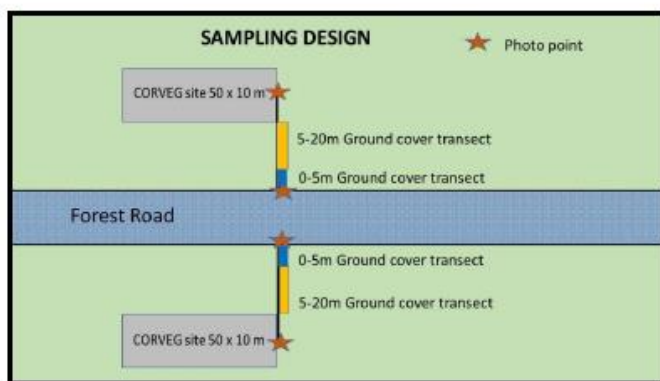 SAMPLING DESIGN
Photo point
CORVEG site 50 x 10 m
5-20m Ground cover transect
0-5m Ground cover transect
Forest Road
0-5m Ground cover transect
5-20m Ground cover transect
CORVEG site 50 x 10 m